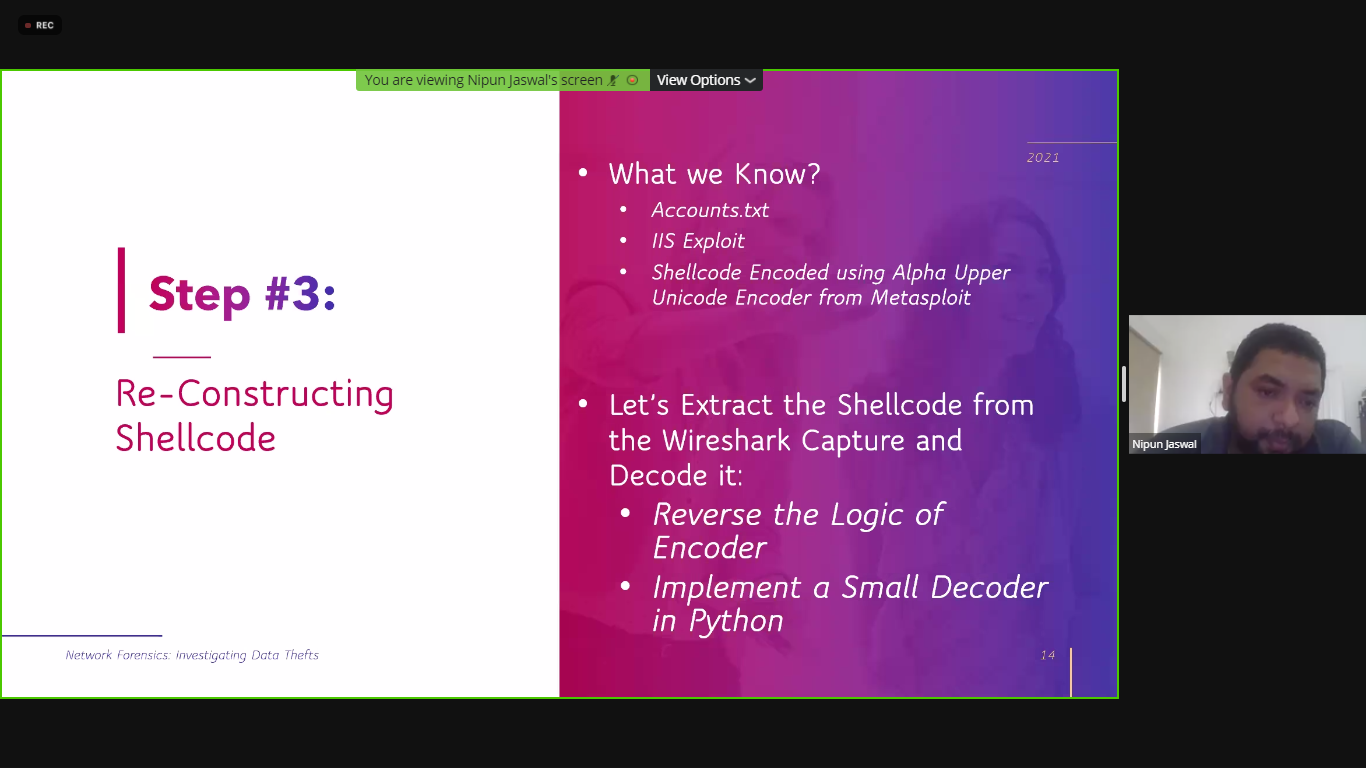 REC
You are viewing Nipun Jaswal's screen
View Options
2021
Step #3:
Re-Constructing
Shellcode
• What we Know?
• Accounts.txt
• IIS Exploit
• Shellcode Encoded using Alpha Upper
Unicode Encoder from Metasploit
• Let's Extract the Shellcode from
the Wireshark Capture and
Decode it:
• Reverse the Logic of
Encoder
• Implement a Small Decoder
in Python
Network Forensics: Investigating Data Thefts
14
Nipun Jaswal